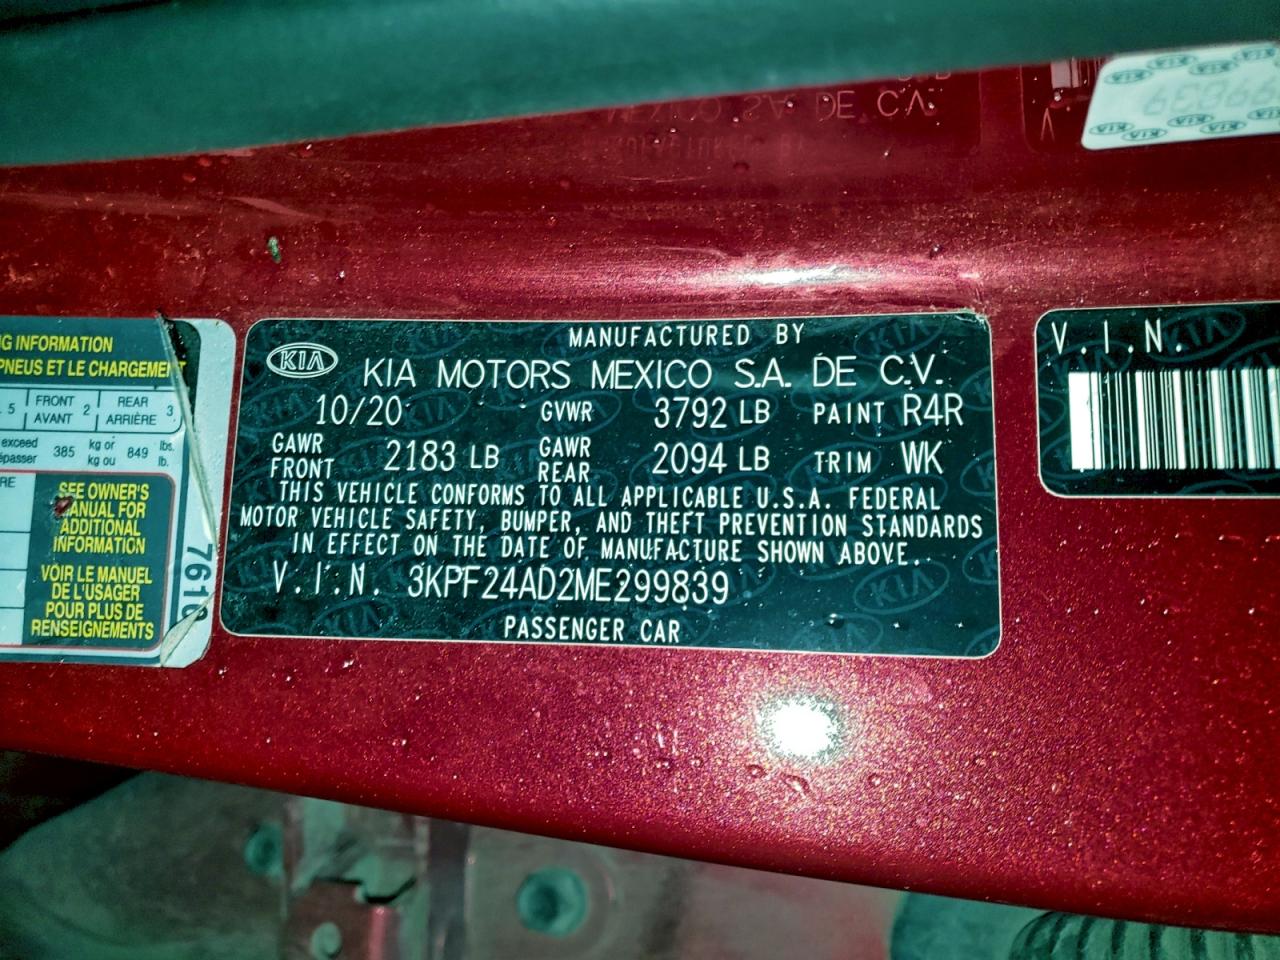 MANUFACTURED BY
KIA
KIA MOTORS MEXICO S.A. DE C.V.
10/20 GVWR 3792 LB PAINT R4R
GAWR FRONT 2183 LB GAWR REAR 2094 LB TRIM WK
THIS VEHICLE CONFORMS TO ALL APPLICABLE U.S.A. FEDERAL
MOTOR VEHICLE SAFETY, BUMPER, AND THEFT PREVENTION STANDARDS
IN EFFECT ON THE DATE OF MANUFACTURE SHOWN ABOVE.
V.I.N. 3KPF24AD2ME299839
PASSENGER CAR
INFORMATION
PNEUS ET LE CHARGEMENT
5 FRONT AVANT 2 REAR ARRIÈRE 3
exceed 385 kg or 849 lbs.
kg ou lb.
SEE OWNER'S
MANUAL FOR
ADDITIONAL
INFORMATION
VOIR LE MANUEL
DE L'USAGER
POUR PLUS DE
RENSEIGNEMENTS
V.I.N.